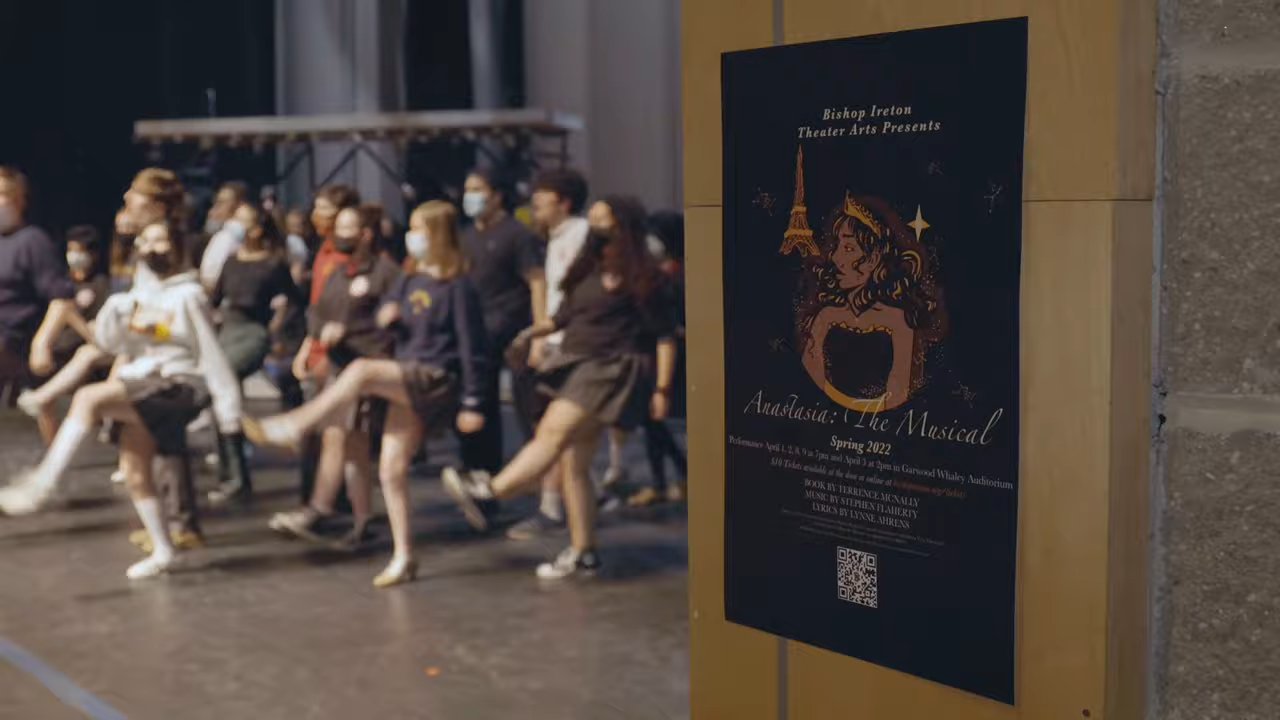 Bishop Ireton
Theater Arts Presents
Anastasia: The Musical
Spring 2022
Performances April 1, 2, 8, 9 at 7pm and April 3 at 2pm in Garwood Whaley Auditorium
$10 Tickets available at the door or online at
BOOK BY TERRENCE MCNALLY
MUSIC BY STEPHEN FLAHERTY
LYRICS BY LYNNE AHRENS